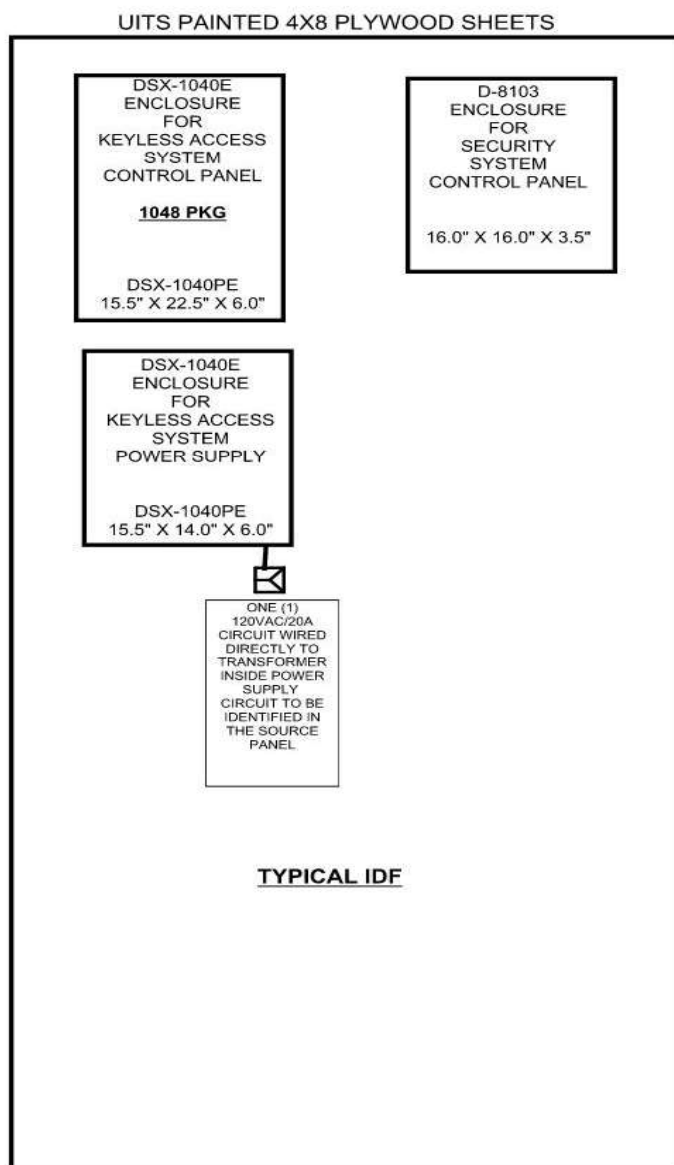 UITS PAINTED 4X8 PLYWOOD SHEETS
DSX-1040E
ENCLOSURE
FOR
KEYLESS ACCESS
SYSTEM
CONTROL PANEL
1048 PKG
DSX-1040PE
15.5" X 22.5" X 6.0"
D-8103
ENCLOSURE
FOR
SECURITY
SYSTEM
CONTROL PANEL
16.0" X 16.0" X 3.5"
DSX-1040E
ENCLOSURE
FOR
KEYLESS ACCESS
SYSTEM
POWER SUPPLY
DSX-1040PE
15.5" X 14.0" X 6.0"
ONE (1)
120VAC/20A
CIRCUIT WIRED
DIRECTLY TO
TRANSFORMER
INSIDE POWER
SUPPLY
CIRCUIT TO BE
IDENTIFIED IN
THE SOURCE
PANEL
TYPICAL IDF